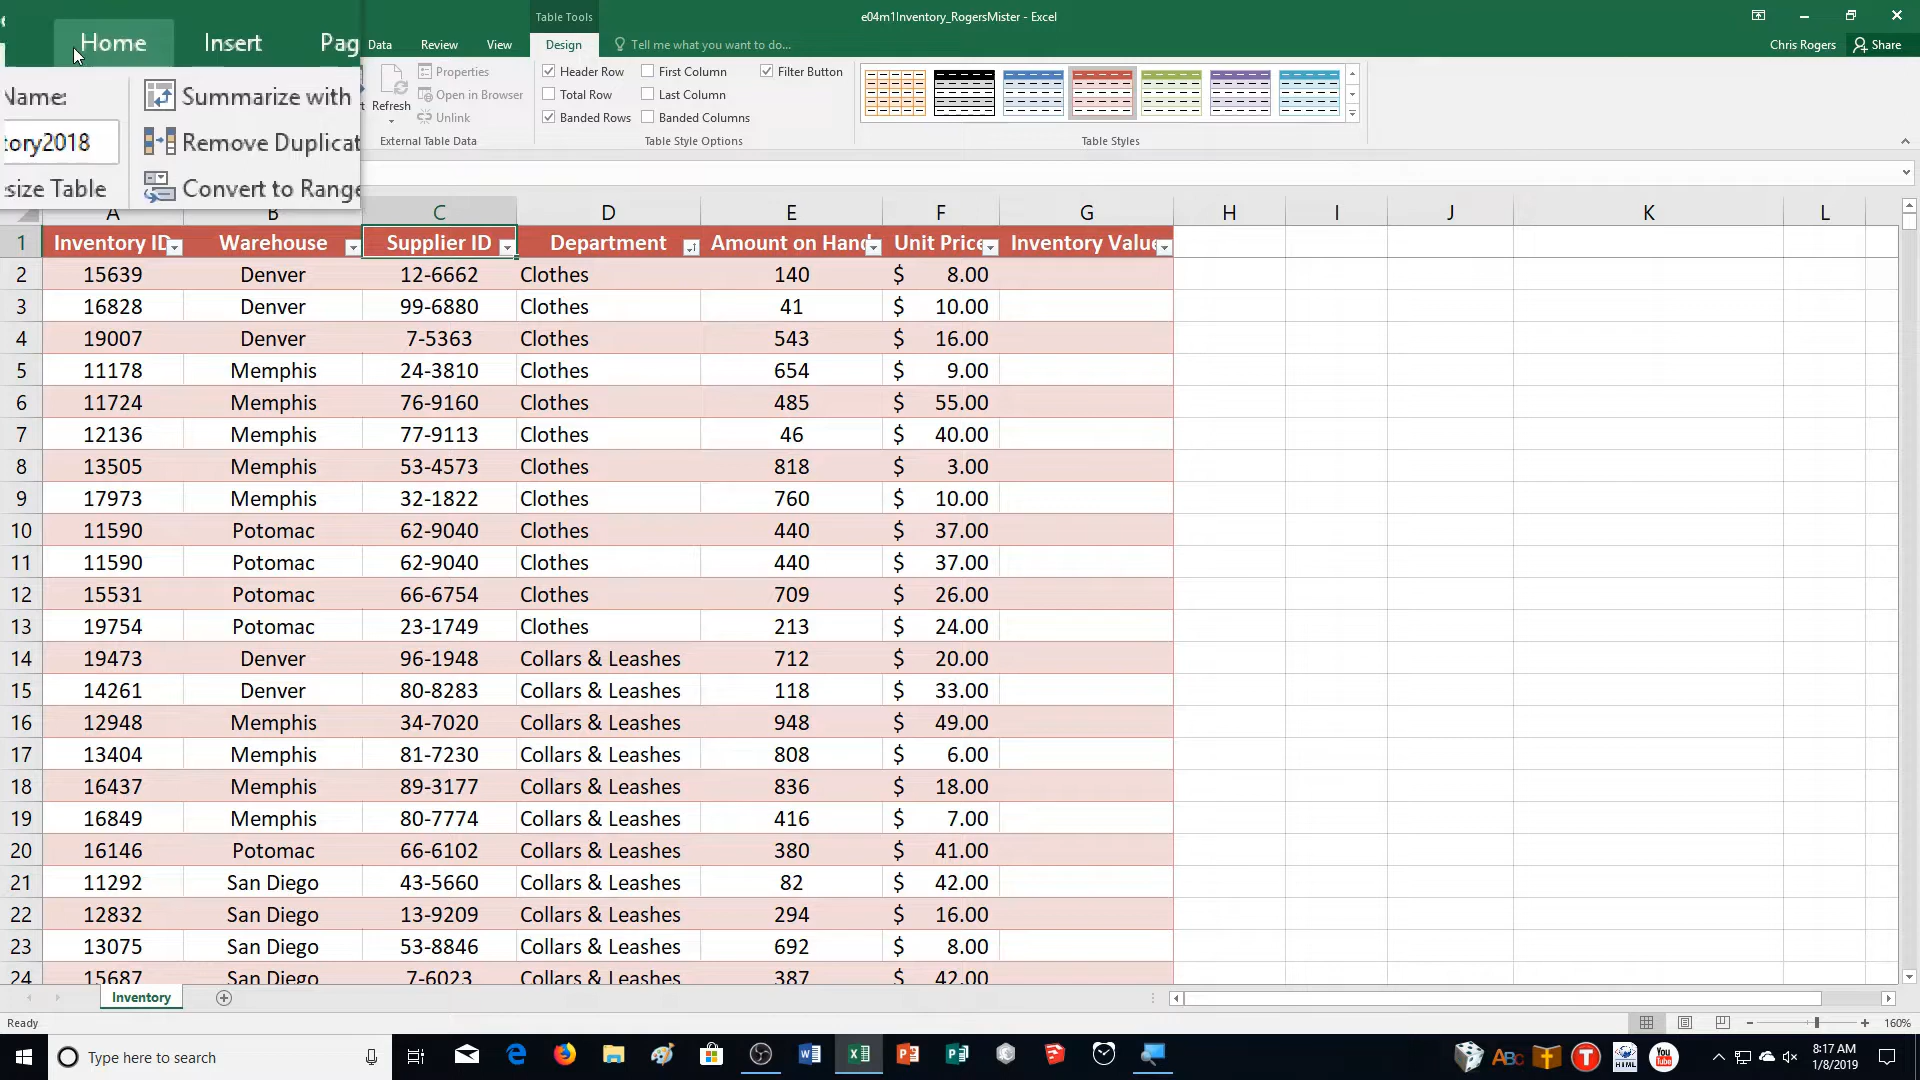 Table Tools
e04m1Inventory_RogersMister - Excel
Home Insert Pag Data Review View Design Tell me what you want to do...
Chris Rogers Share
Name:
tory2018
size Table
Summarize with
Remove Duplicat
Convert to Range
Refresh
Properties
Open in Browser
Unlink
External Table Data
Header Row First Column Filter Button
Total Row Last Column
Banded Rows Banded Columns
Table Style Options
Table Styles
A B C D E F G H I J K L
1 Inventory ID Warehouse Supplier ID Department Amount on Hand Unit Price Inventory Value
2 15639 Denver 12-6662 Clothes 140 $ 8.00
3 16828 Denver 99-6880 Clothes 41 $ 10.00
4 19007 Denver 7-5363 Clothes 543 $ 16.00
5 11178 Memphis 24-3810 Clothes 654 $ 9.00
6 11724 Memphis 76-9160 Clothes 485 $ 55.00
7 12136 Memphis 77-9113 Clothes 46 $ 40.00
8 13505 Memphis 53-4573 Clothes 818 $ 3.00
9 17973 Memphis 32-1822 Clothes 760 $ 10.00
10 11590 Potomac 62-9040 Clothes 440 $ 37.00
11 11590 Potomac 62-9040 Clothes 440 $ 37.00
12 15531 Potomac 66-6754 Clothes 709 $ 26.00
13 19754 Potomac 23-1749 Clothes 213 $ 24.00
14 19473 Denver 96-1948 Collars & Leashes 712 $ 20.00
15 14261 Denver 80-8283 Collars & Leashes 118 $ 33.00
16 12948 Memphis 34-7020 Collars & Leashes 948 $ 49.00
17 13404 Memphis 81-7230 Collars & Leashes 808 $ 6.00
18 16437 Memphis 89-3177 Collars & Leashes 836 $ 18.00
19 16849 Memphis 80-7774 Collars & Leashes 416 $ 7.00
20 16146 Potomac 66-6102 Collars & Leashes 380 $ 41.00
21 11292 San Diego 43-5660 Collars & Leashes 82 $ 42.00
22 12832 San Diego 13-9209 Collars & Leashes 294 $ 16.00
23 13075 San Diego 53-8846 Collars & Leashes 692 $ 8.00
24 15687 San Diego 7-6023 Collars & Leashes 387 $ 42.00
Inventory
Ready
160%
Type here to search
ABC
HTML
You Tube
8:17 AM
1/8/2019